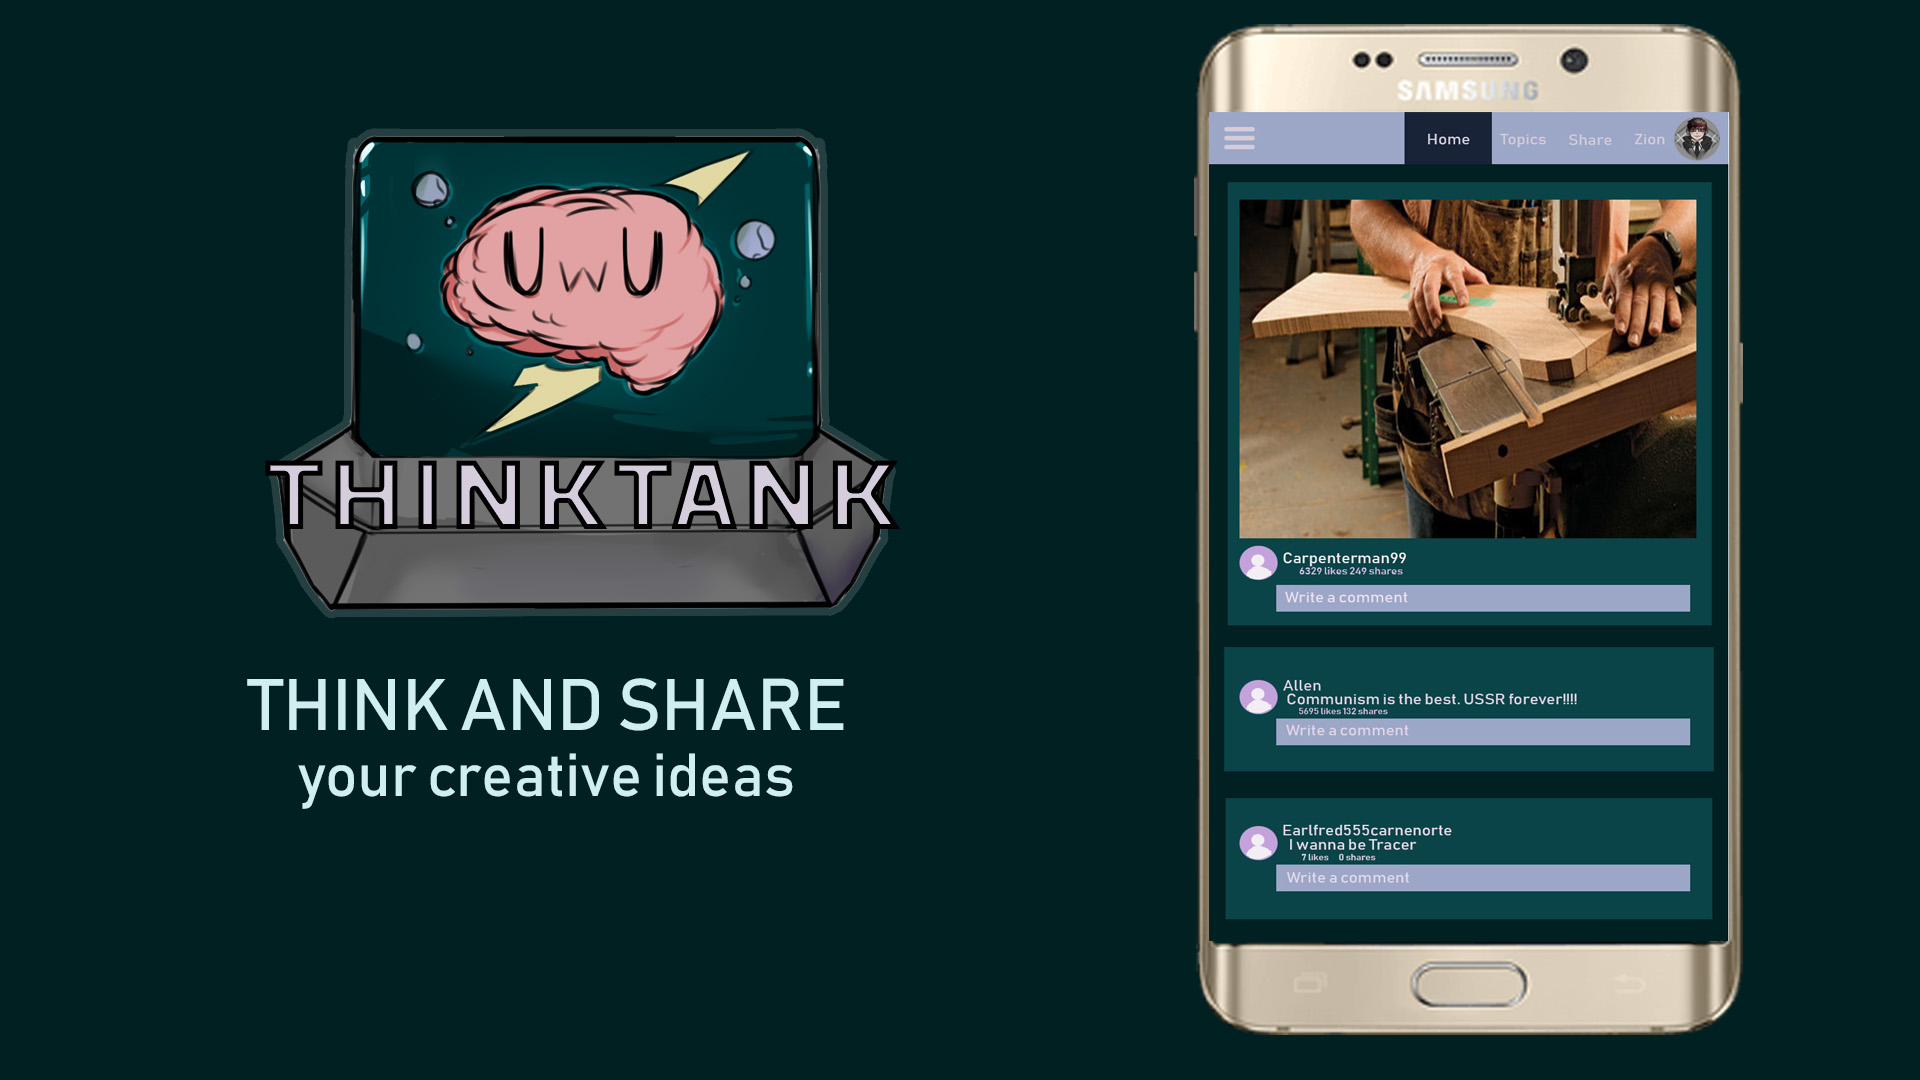 UwU
THINKTANK
THINK AND SHARE
your creative ideas
SAMSUNG
Home Topics Share Zion
Carpenterman99
6329 likes 249 shares
Write a comment
Allen
Communism is the best. USSR forever!!!!
5695 likes 132 shares
Write a comment
Earlfred555carnenorte
I wanna be Tracer
7 likes 0 shares
Write a comment